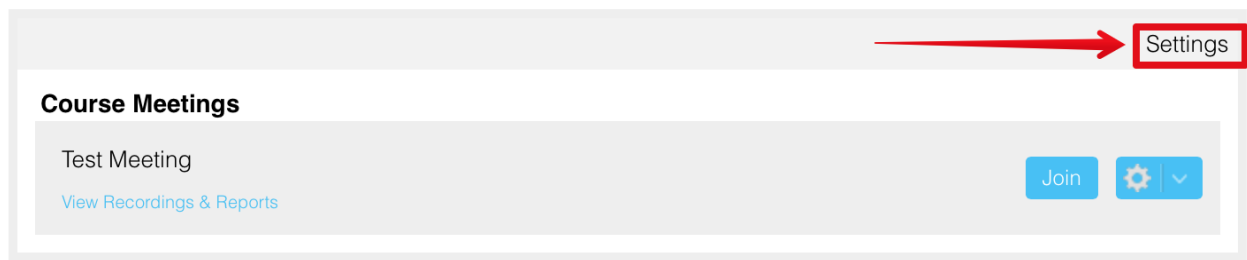 Settings
Course Meetings
Test Meeting
Join
View Recordings & Reports